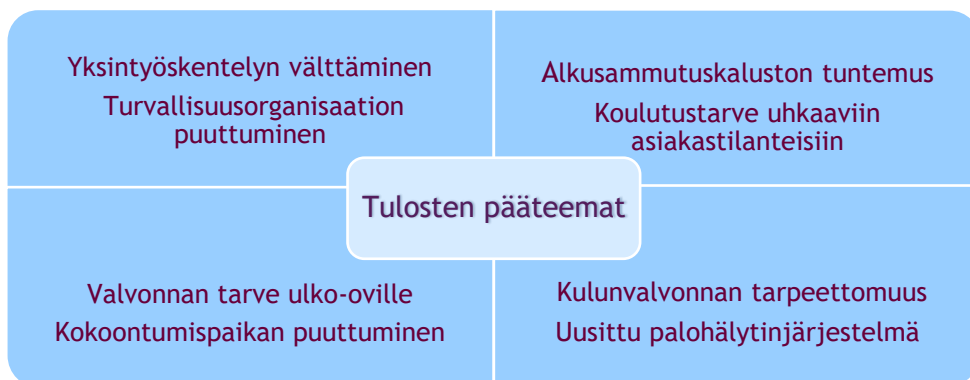 Yksintyöskentelyn välttäminen
Turvallisuusorganisaation
puuttuminen
Alkusammutuskaluston tuntemus
Koulutustarve uhkaaviin
asiakastilanteisiin
Tulosten pääteemat
Valvonnan tarve ulko-oville
Kokoontumispaikan puuttuminen
Kulunvalvonnan tarpeettomuus
Uusittu palohälytinjärjestelmä